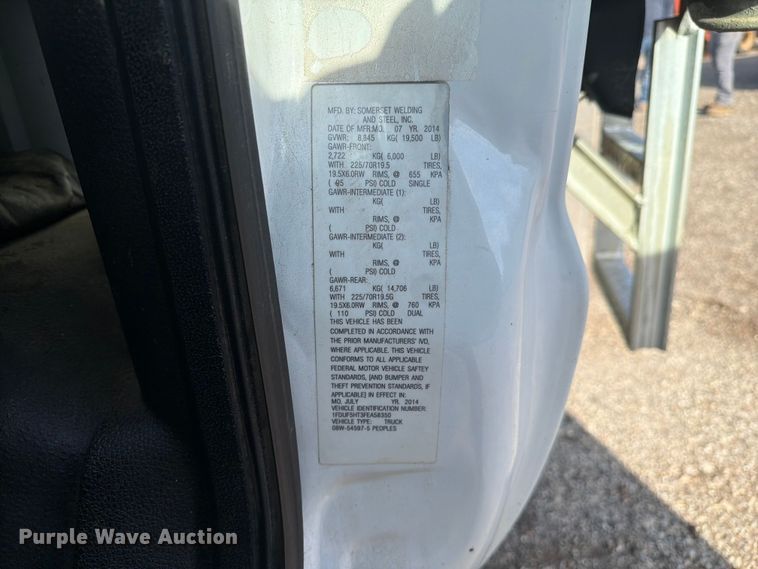 MFD. BY: SOMERSET WELDING
AND STEEL, INC.
DATE OF MFR:MO. 07 YR. 2014
GVWR: 8,845 KG( 19,500 LB)
GAWR-FRONT:
2,722 KG( 6,000 LB)
WITH 225/70R19.5 TIRES,
19.5X6.0RW RIMS, @ 655 KPA
( 95 PSI) COLD SINGLE
GAWR-INTERMEDIATE (1):
KG( LB)
WITH TIRES,
RIMS, @ KPA
( PSI) COLD
GAWR-INTERMEDIATE (2):
KG( LB)
WITH TIRES,
RIMS, @ KPA
( PSI) COLD
GAWR-REAR:
6,671 KG( 14,706 LB)
WITH 225/70R19.5G TIRES,
19.5X6.0RW RIMS, @ 760 KPA
( 110 PSI) COLD DUAL
THIS VEHICLE HAS BEEN
COMPLETED IN ACCORDANCE WITH
THE PRIOR MANUFACTURERS' IVD,
WHERE APPLICABLE. THIS VEHICLE
CONFORMS TO ALL APPLICABLE
FEDERAL MOTOR VEHICLE SAFTEY
STANDARDS, [AND BUMPER AND
THEFT PREVENTION STANDARDS, IF
APPLICABLE] IN EFFECT IN:
MO. JULY YR. 2014
VEHICLE IDENTIFICATION NUMBER:
1FDUF5HT3FEA58350
VEHICLE TYPE: TRUCK
08W-54597-5 PEOPLES
Purple Wave Auction